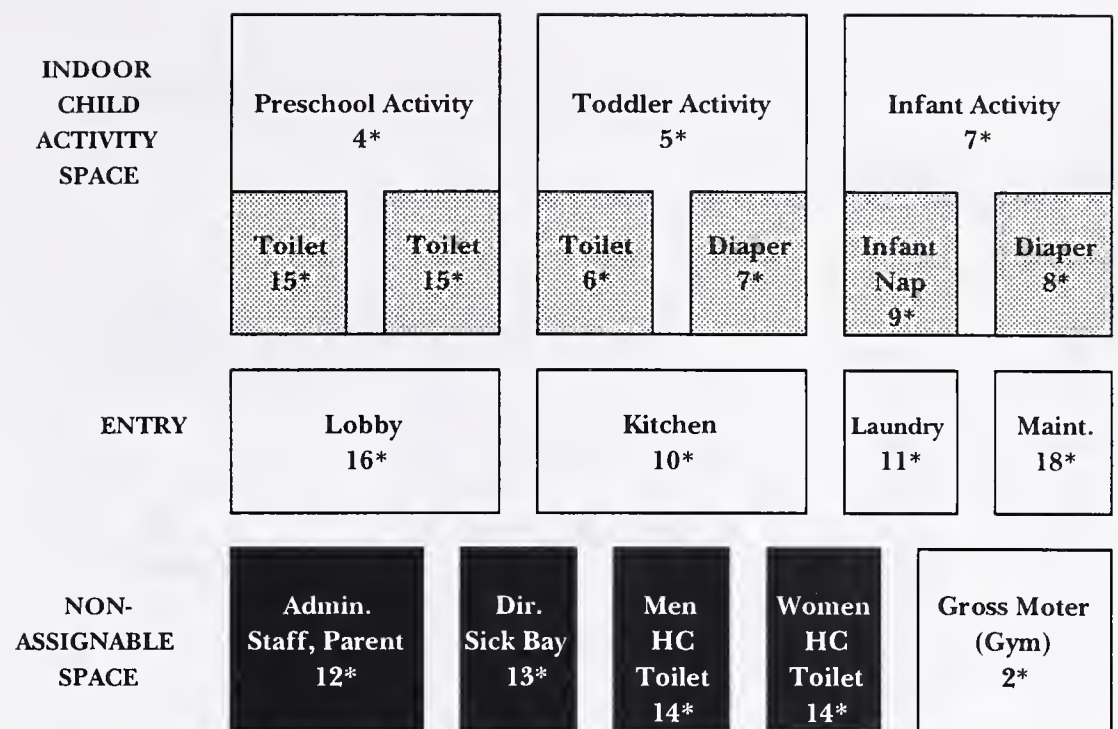 INDOOR
CHILD
ACTIVITY
SPACE
Preschool Activity
4*
Toddler Activity
5*
Infant Activity
7*
Toilet
15*
Toilet
15*
Toilet
6*
Diaper
7*
Infant
Nap
9*
Diaper
8*
ENTRY
Lobby
16*
Kitchen
10*
Laundry
11*
Maint.
18*
NON-
ASSIGNABLE
SPACE
Admin.
Staff, Parent
12*
Dir.
Sick Bay
13*
Men
HC
Toilet
14*
Women
HC
Toilet
14*
Gross Moter
(Gym)
2*